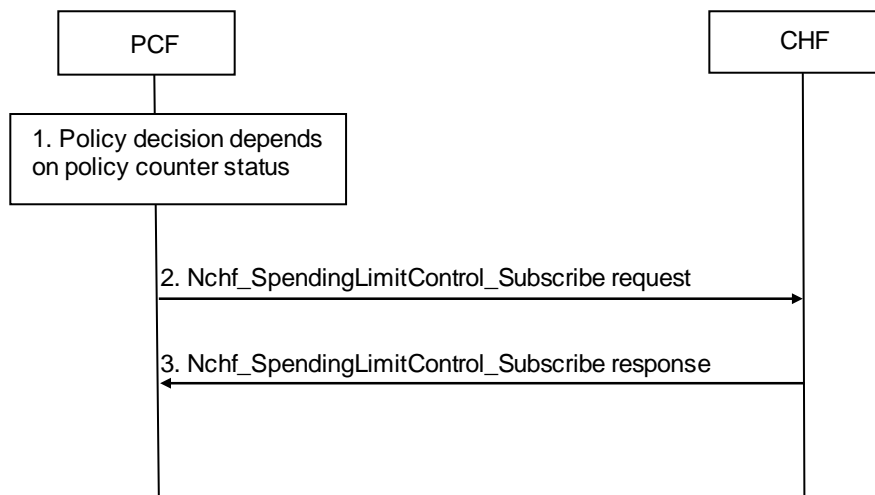 PCF
CHF
1. Policy decision depends
on policy counter status
2. Nchf_SpendingLimitControl_Subscribe request
3. Nchf_SpendingLimitControl_Subscribe response